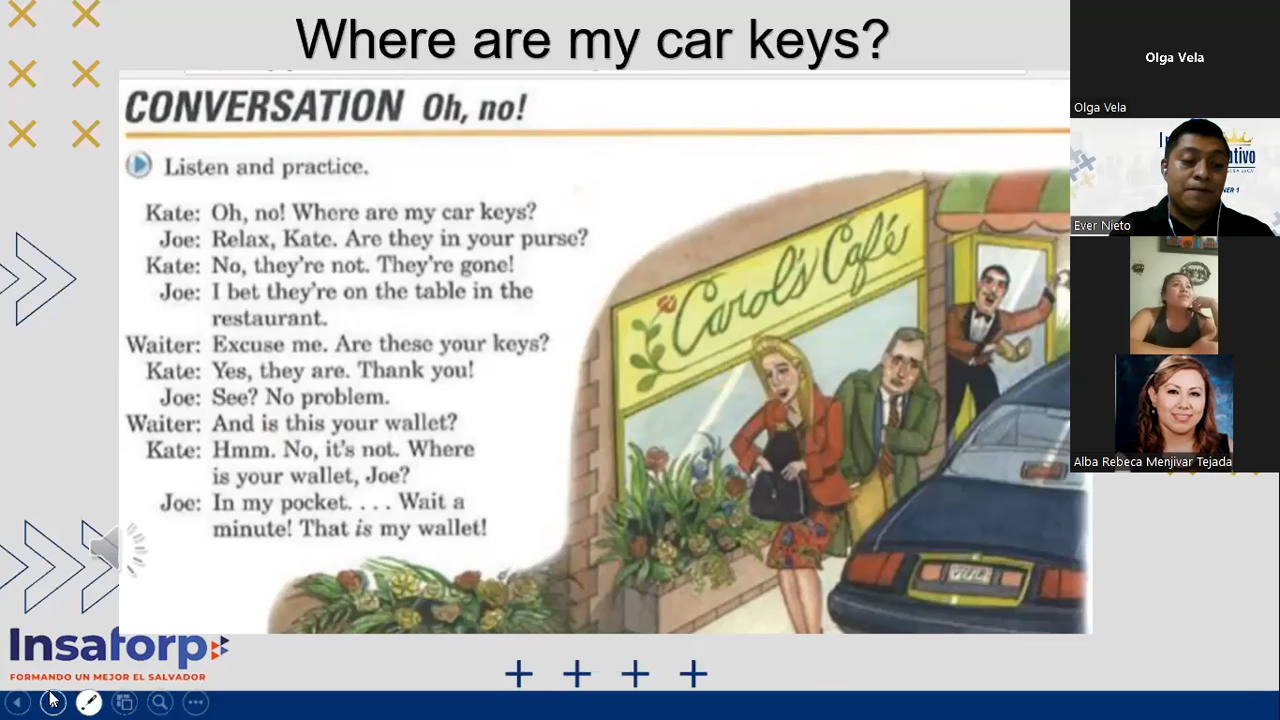 Where are my car keys?
CONVERSATION Oh, no!
Listen and practice.
Kate: Oh, no! Where are my car keys?
Joe: Relax, Kate. Are they in your purse?
Kate: No, they're not. They're gone!
Joe: I bet they're on the table in the
restaurant.
Waiter: Excuse me. Are these your keys?
Kate: Yes, they are. Thank you!
Joe: See? No problem.
Waiter: And is this your wallet?
Kate: Hmm. No, it's not. Where
is your wallet, Joe?
Joe: In my pocket. . . . Wait a
minute! That is my wallet!
Carol's Café
Insaforp
FORMANDO UN MEJOR EL SALVADOR
Olga Vela
Olga Vela
Ever Nieto
Alba Rebeca Menjivar Tejada